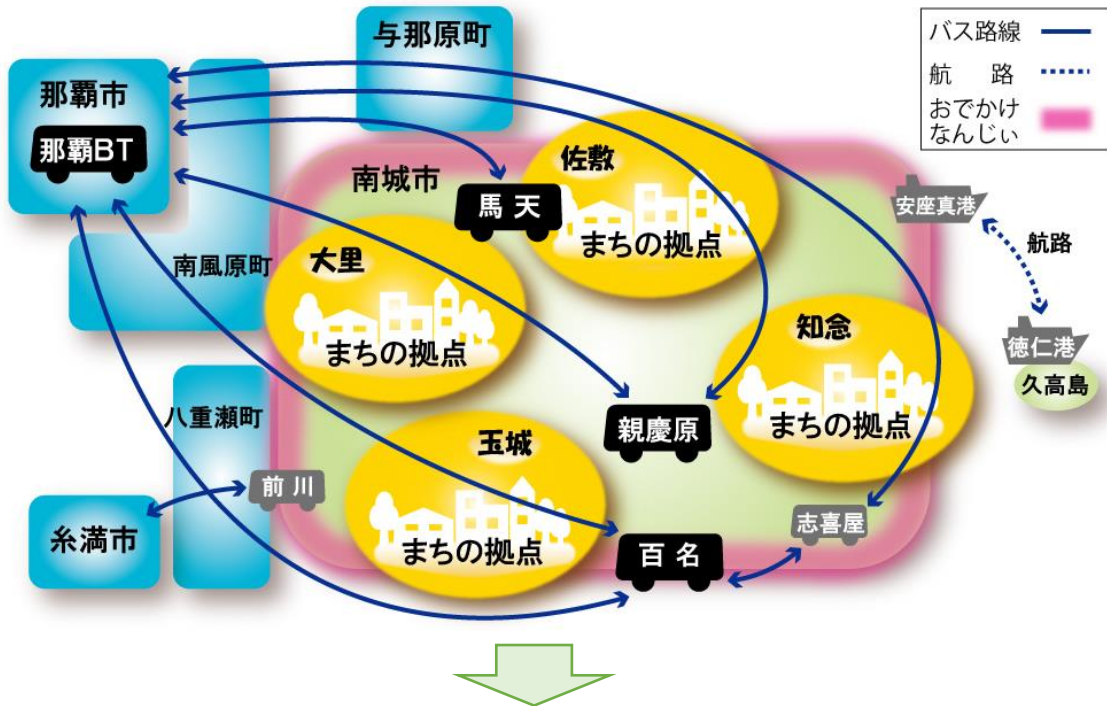 与那原町
バス路線
航　路
おでかけ
なんじぃ
那覇市
那覇BT
佐敷
まちの拠点
南城市
馬天
安座真港
航路
大里
まちの拠点
南風原町
知念
まちの拠点
徳仁港
久高島
八重瀬町
親慶原
玉城
まちの拠点
前川
志喜屋
糸満市
百名